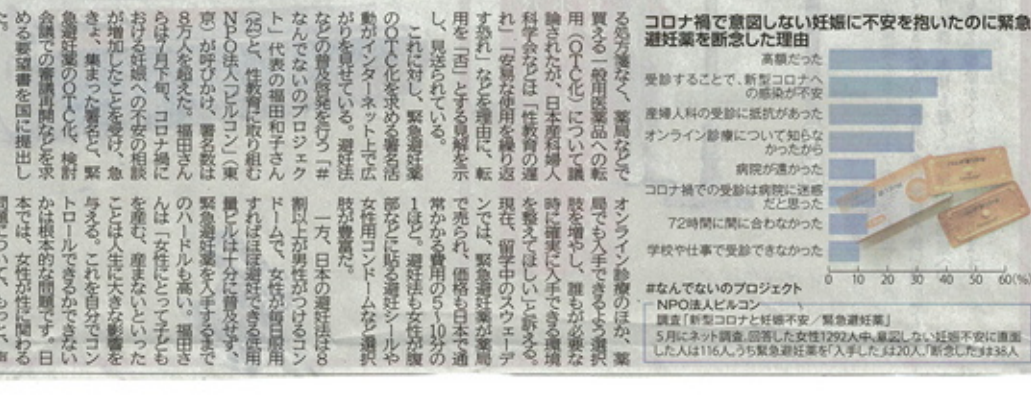 る処方箋なく、薬局などで
買える一般用医薬品への転
用（ＯＴＣ化）について議
論されたが、日本産科婦人
科学会などは「性教育の遅
れ」「安易な使用を繰り返
す恐れ」などを理由に、転
用を「否」とする見解を示
し、見送られている。
これに対し、緊急避妊薬
のＯＴＣ化を求める署名活
動がインターネット上で広
がりを見せている。避妊法
などの普及啓発を行う「＃
なんでないのプロジェク
ト」代表の福田和子さん
（25）と、性教育に取り組む
ＮＰＯ法人「ピルコン」（東
京）が呼びかけ、署名数は
８万人を超えた。福田さん
らは７月下旬、コロナ禍に
おける妊娠への不安の相談
が増加したことを受け、急
きょ、集まった署名と、緊
急避妊薬のＯＴＣ化、検討
会議での審議再開などを求
める要望書を国に提出し
た。
オンライン診療のほか、薬
局でも入手できるよう選択
肢を増やし、誰もが必要な
時に確実に入手できる環境
を整えてほしい」と訴える。
現在、留学中のスウェーデ
ンでは、緊急避妊薬が薬局
で売られ、価格も日本で通
常かかる費用の５～10分の
１ほど。避妊法も女性が腹
部などに貼る避妊シールや
女性用コンドームなど選択
肢が豊富だ。
一方、日本の避妊法は８
割以上が男性がつけるコン
ドームで、女性が毎日服用
すればほぼ避妊できる低用
量ピルは十分に普及せず、
緊急避妊薬を入手するまで
のハードルも高い。福田さ
んは「女性にとって子ども
を産む、産まないといった
ことは人生に大きな影響を
与える。これを自分でコン
トロールできるかできない
かは根本的な問題です。日
本では、女性が性に関わる
コロナ禍で意図しない妊娠に不安を抱いたのに緊急
避妊薬を断念した理由
高額だった
受診することで、新型コロナへ
の感染が不安
産婦人科の受診に抵抗があった
オンライン診療について知らな
かったから
病院が遠かった
コロナ禍での受診は病院に迷惑
だと思った
72時間に間に合わなかった
学校や仕事で受診できなかった
0 10 20 30 40 50 60(%)
#なんでないのプロジェクト
NPO法人ピルコン
調査「新型コロナと妊娠不安／緊急避妊薬」
5月にネット調査。回答した女性1292人中、意図しない妊娠不安に直面
した人は116人。うち緊急避妊薬を「入手した」は20人、「断念した」は38人